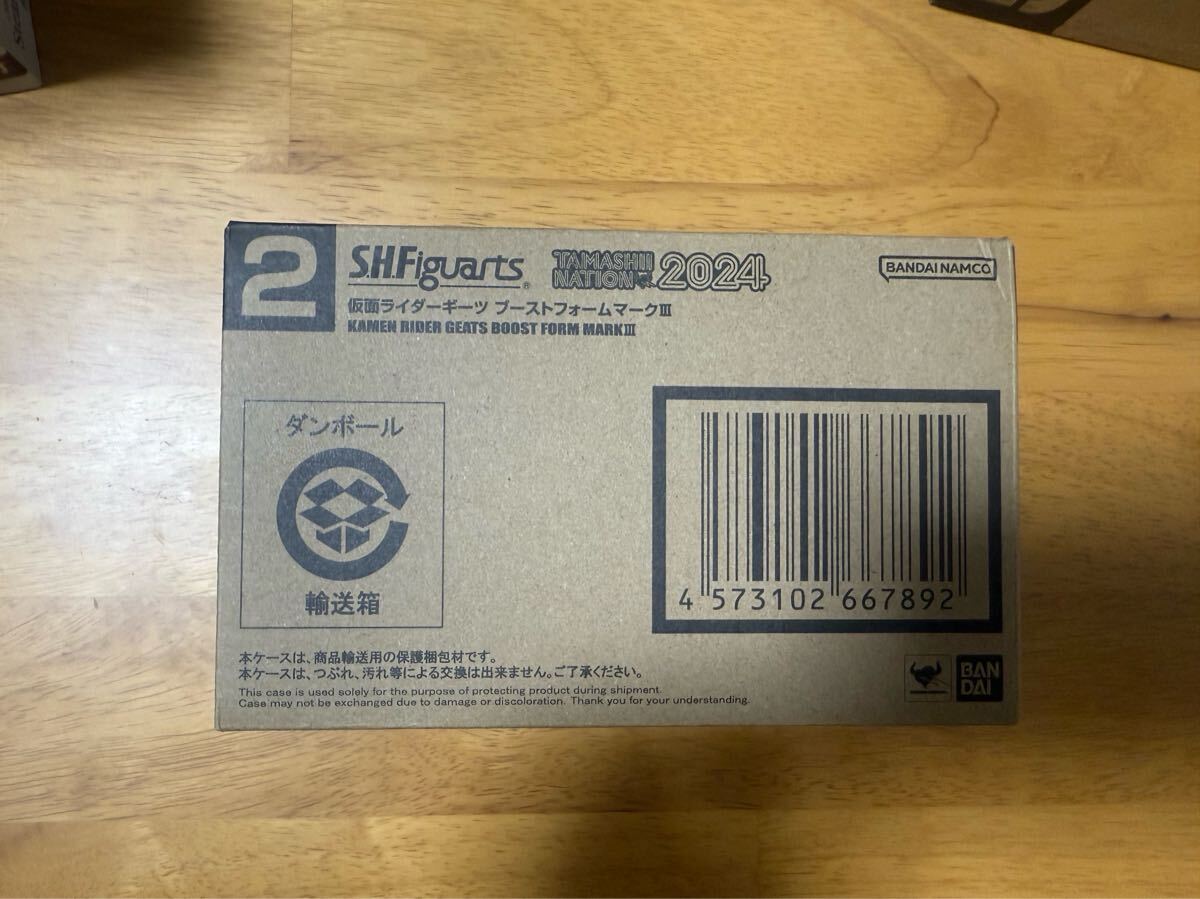 2
S.H.Figuarts
TAMASHII NATION 2024
BANDAI NAMCO
仮面ライダーギーツ ブーストフォームマークⅢ
KAMEN RIDER GEATS BOOST FORM MARKⅢ
ダンボール
輸送箱
4 573102 667892
本ケースは、商品輸送用の保護梱包材です。
本ケースは、つぶれ、汚れ等による交換は出来ません。ご了承ください。
This case is used solely for the purpose of protecting product during shipment.
Case may not be exchanged due to damage or discoloration. Thank you for your understanding.
BAN
DAI